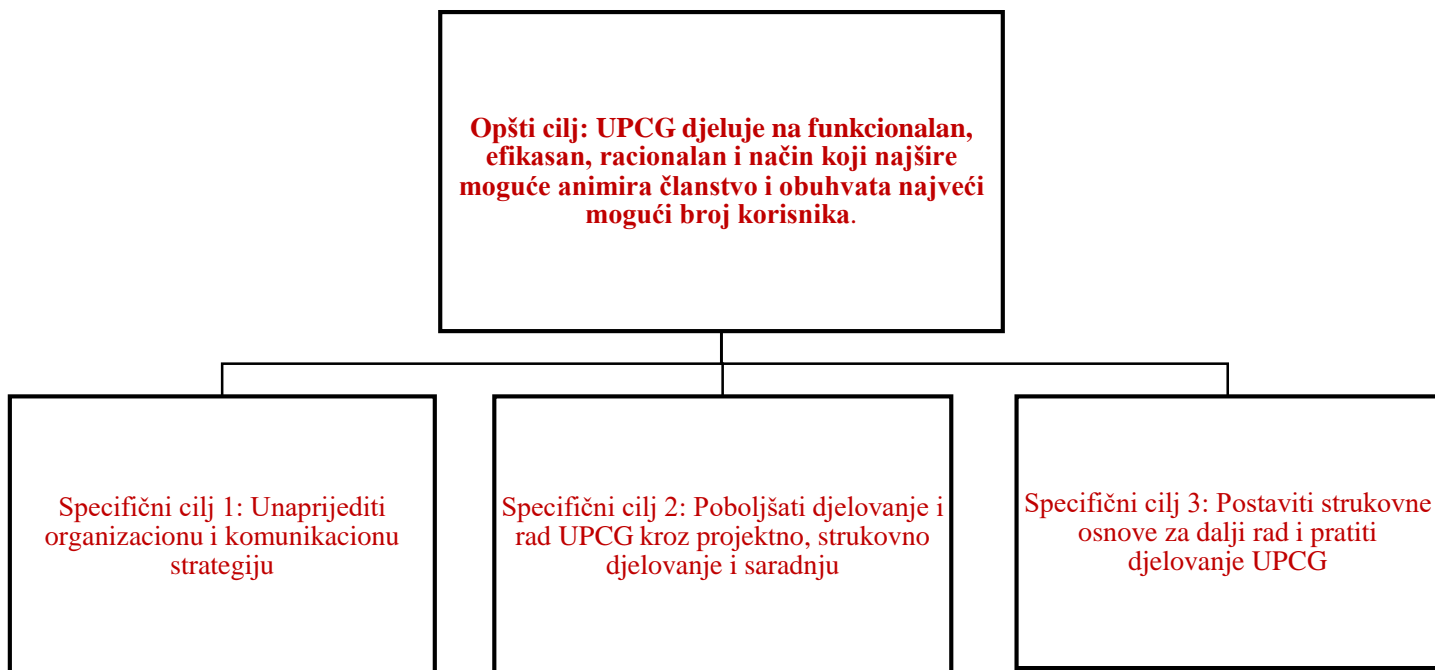 Opšti cilj: UPCG djeluje na funkcionalan,
efikasan, racionalan i način koji najšire
moguće animira članstvo i obuhvata najveći
mogući broj korisnika.
Specifični cilj 1: Unaprijediti
organizacionu i komunikacionu
strategiju
Specifični cilj 2: Poboljšati djelovanje i
rad UPCG kroz projektno, strukovno
djelovanje i saradnju
Specifični cilj 3: Postaviti strukovne
osnove za dalji rad i pratiti
djelovanje UPCG